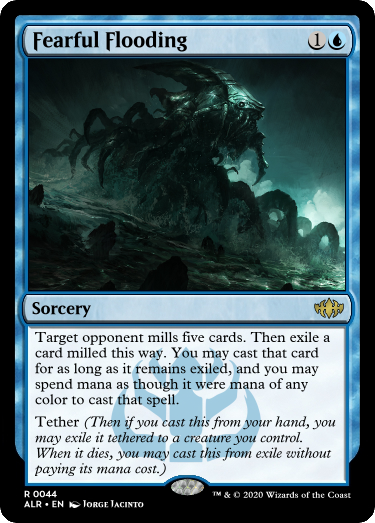 Fearful Flooding 1
Sorcery
Target opponent mills five cards. Then exile a
card milled this way. You may cast that card
for as long as it remains exiled, and you may
spend mana as though it were mana of any
color to cast that spell.
Tether (Then if you cast this from your hand, you
may exile it tethered to a creature you control.
When it dies, you may cast this from exile without
paying its mana cost.)
R 0044
ALR • EN Jorge Jacinto
™ & © 2020 Wizards of the Coast